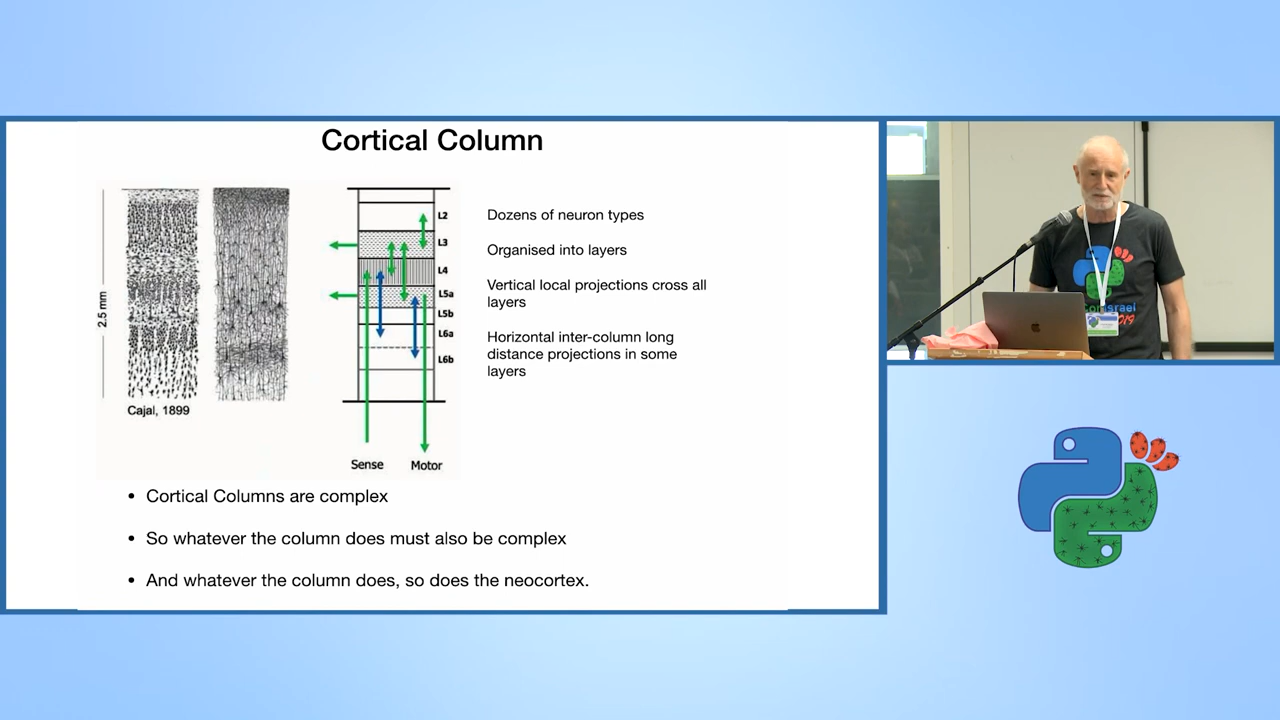 Cortical Column
2.5 mm
Cajal, 1899
L2
L3
L4
L5a
L5b
L6a
L6b
Sense
Motor
Dozens of neuron types
Organised into layers
Vertical local projections cross all
layers
Horizontal inter-column long
distance projections in some
layers
• Cortical Columns are complex
• So whatever the column does must also be complex
• And whatever the column does, so does the neocortex.
Israel
2019